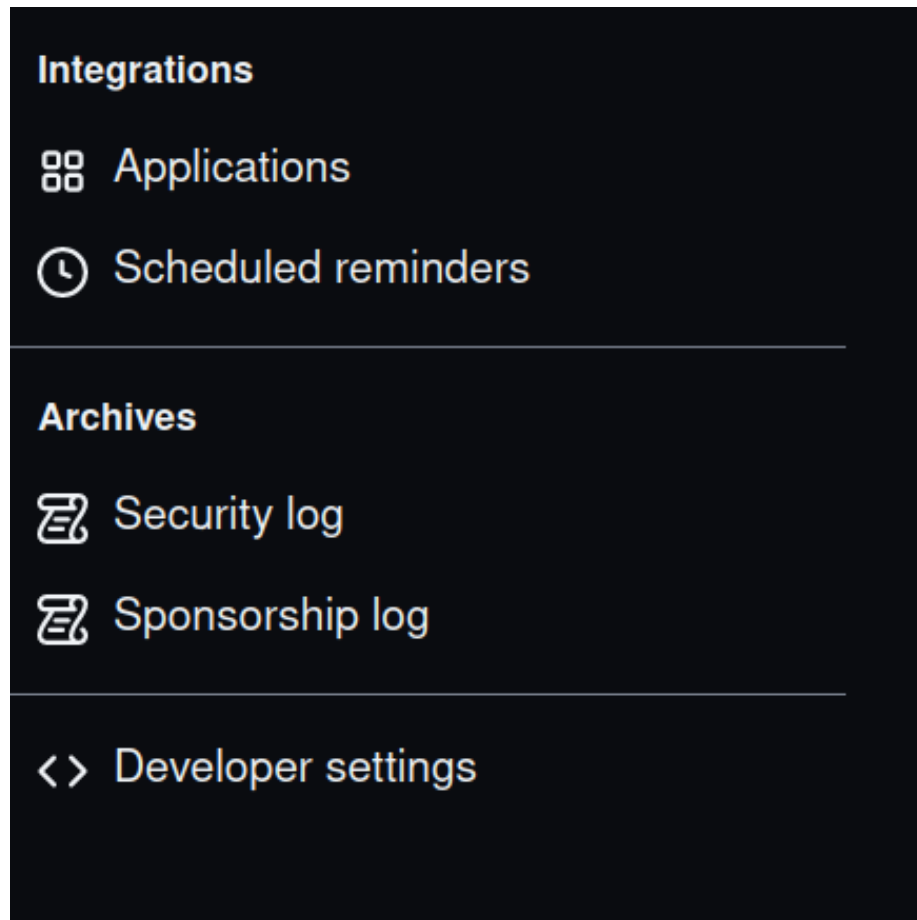 Integrations
Applications
Scheduled reminders
Archives
Security log
Sponsorship log
Developer settings